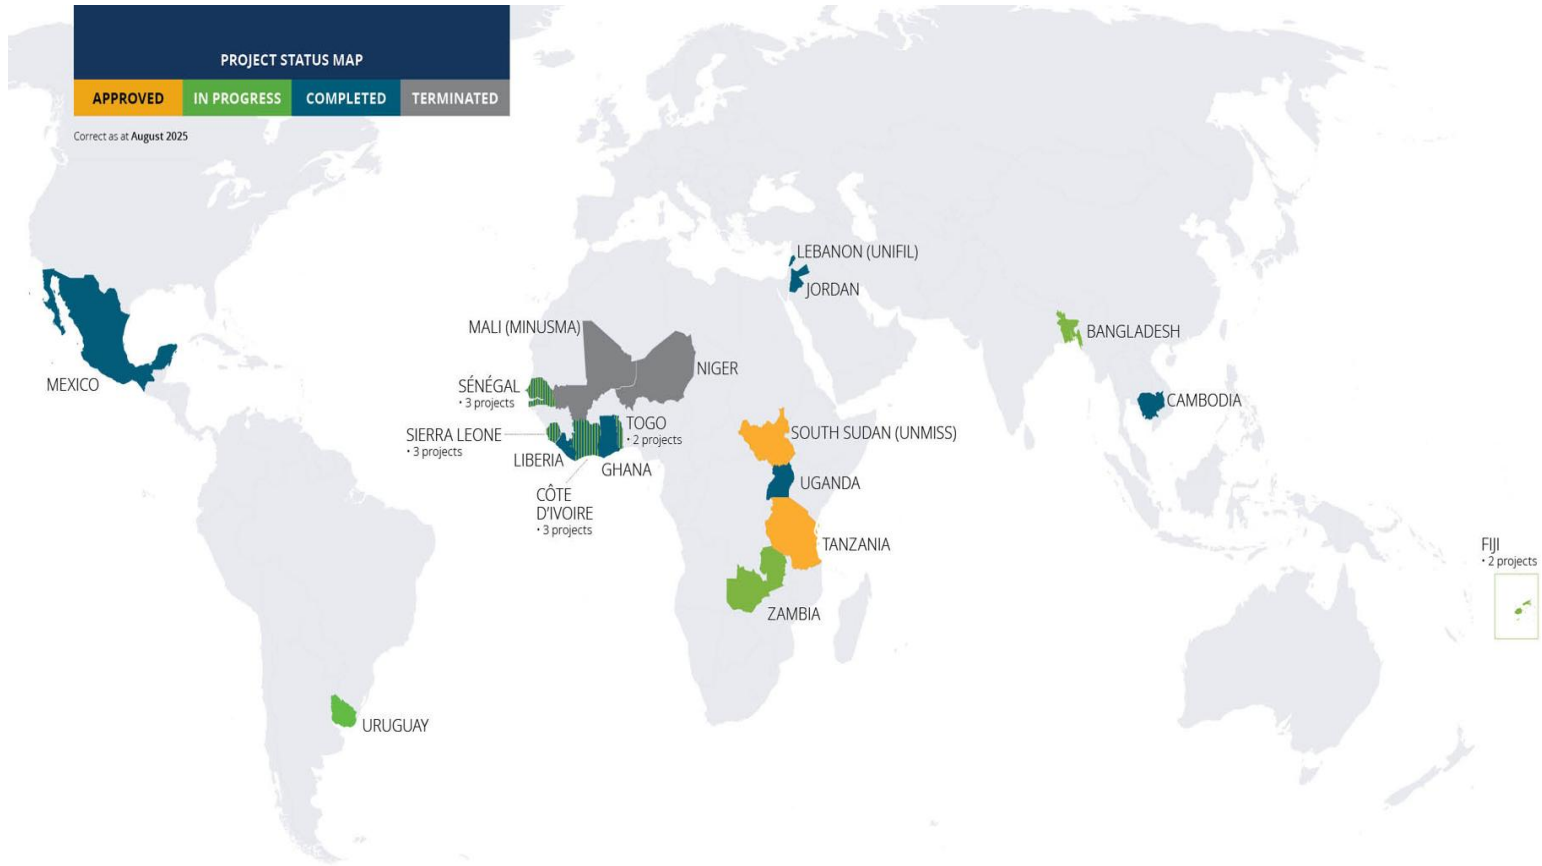 PROJECT STATUS MAP
APPROVED IN PROGRESS COMPLETED TERMINATED
Correct as at August 2025
LEBANON (UNIFIL)
JORDAN
MALI (MINUSMA)
BANGLADESH
NIGER
MEXICO
SÉNÉGAL
• 3 projects
CAMBODIA
TOGO
• 2 projects
SOUTH SUDAN (UNMISS)
SIERRA LEONE
• 3 projects
LIBERIA
GHANA
UGANDA
CÔTE
D'IVOIRE
• 3 projects
TANZANIA
FIJI
• 2 projects
ZAMBIA
URUGUAY